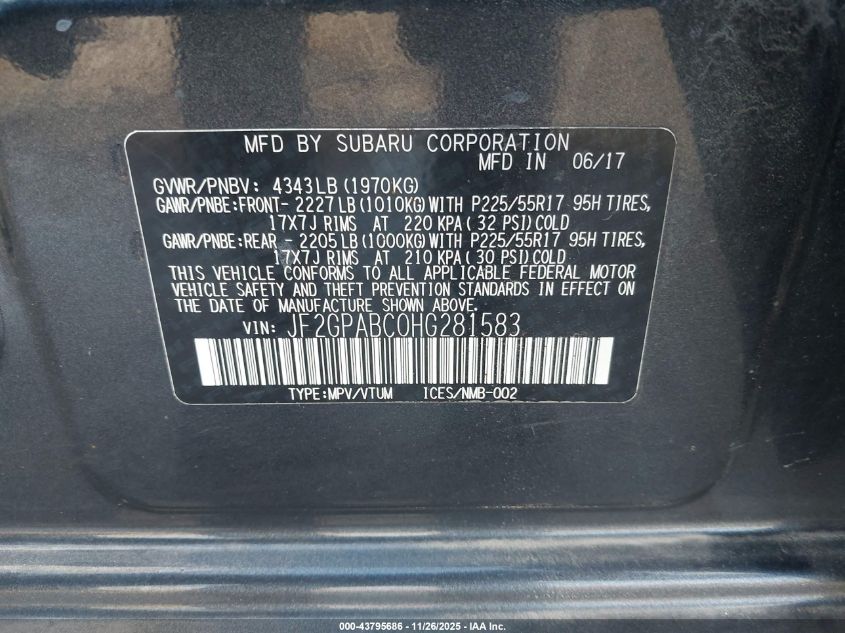 MFD BY SUBARU CORPORATION
MFD IN 06/17
GVWR/PNBV: 4343LB(1970KG)
GAWR/PNBE:FRONT- 2227LB(1010KG)WITH P225/55R17 95H TIRES,
17X7J RIMS AT 220 KPA( 32 PSI)COLD
GAWR/PNBE:REAR - 2205LB(1000KG)WITH P225/55R17 95H TIRES,
17X7J RIMS AT 210 KPA( 30 PSI)COLD
THIS VEHICLE CONFORMS TO ALL APPLICABLE FEDERAL MOTOR
VEHICLE SAFETY AND THEFT PREVENTION STANDARDS IN EFFECT ON
THE DATE OF MANUFACTURE SHOWN ABOVE.
VIN: JF2GPABC0HG281583
TYPE:MPV/VTUM ICES/NMB-002
000-43795686 - 11/26/2025 - IAA Inc.